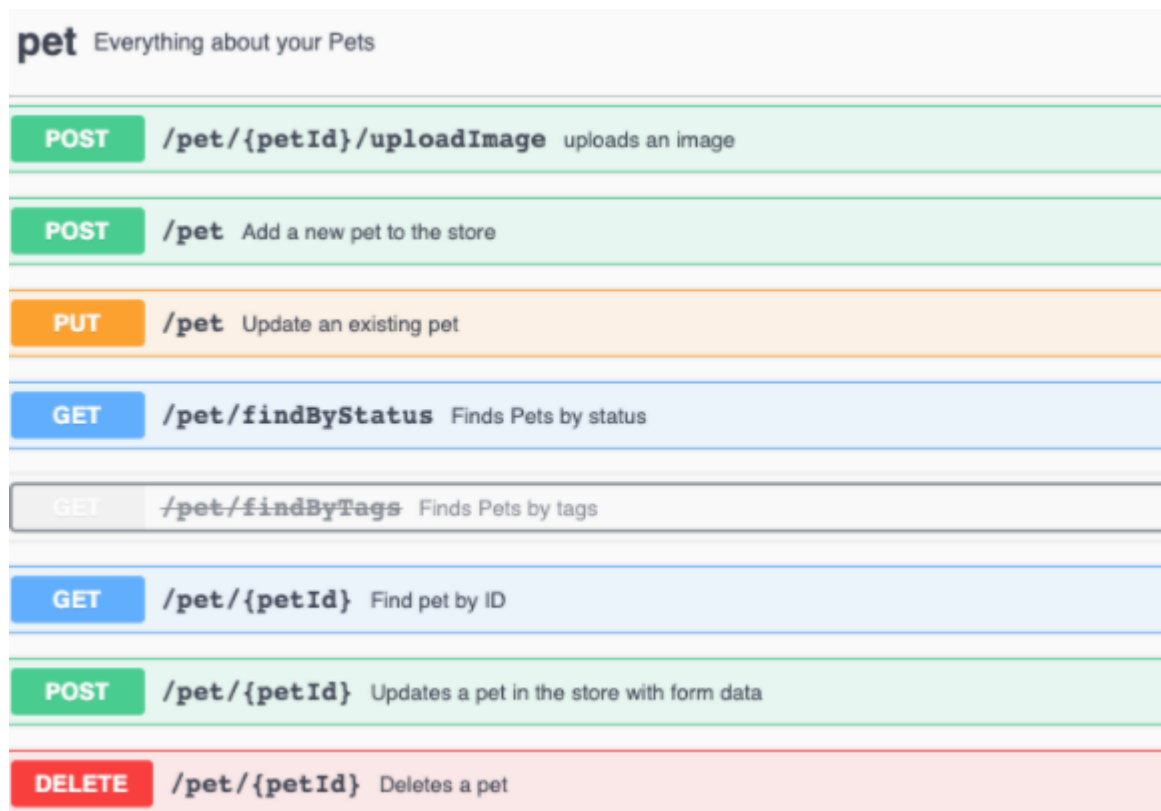 pet Everything about your Pets
POST /pet/{petId}/uploadImage uploads an image
POST /pet Add a new pet to the store
PUT /pet Update an existing pet
GET /pet/findByStatus Finds Pets by status
GET /pet/findByTags Finds Pets by tags
GET /pet/{petId} Find pet by ID
POST /pet/{petId} Updates a pet in the store with form data
DELETE /pet/{petId} Deletes a pet